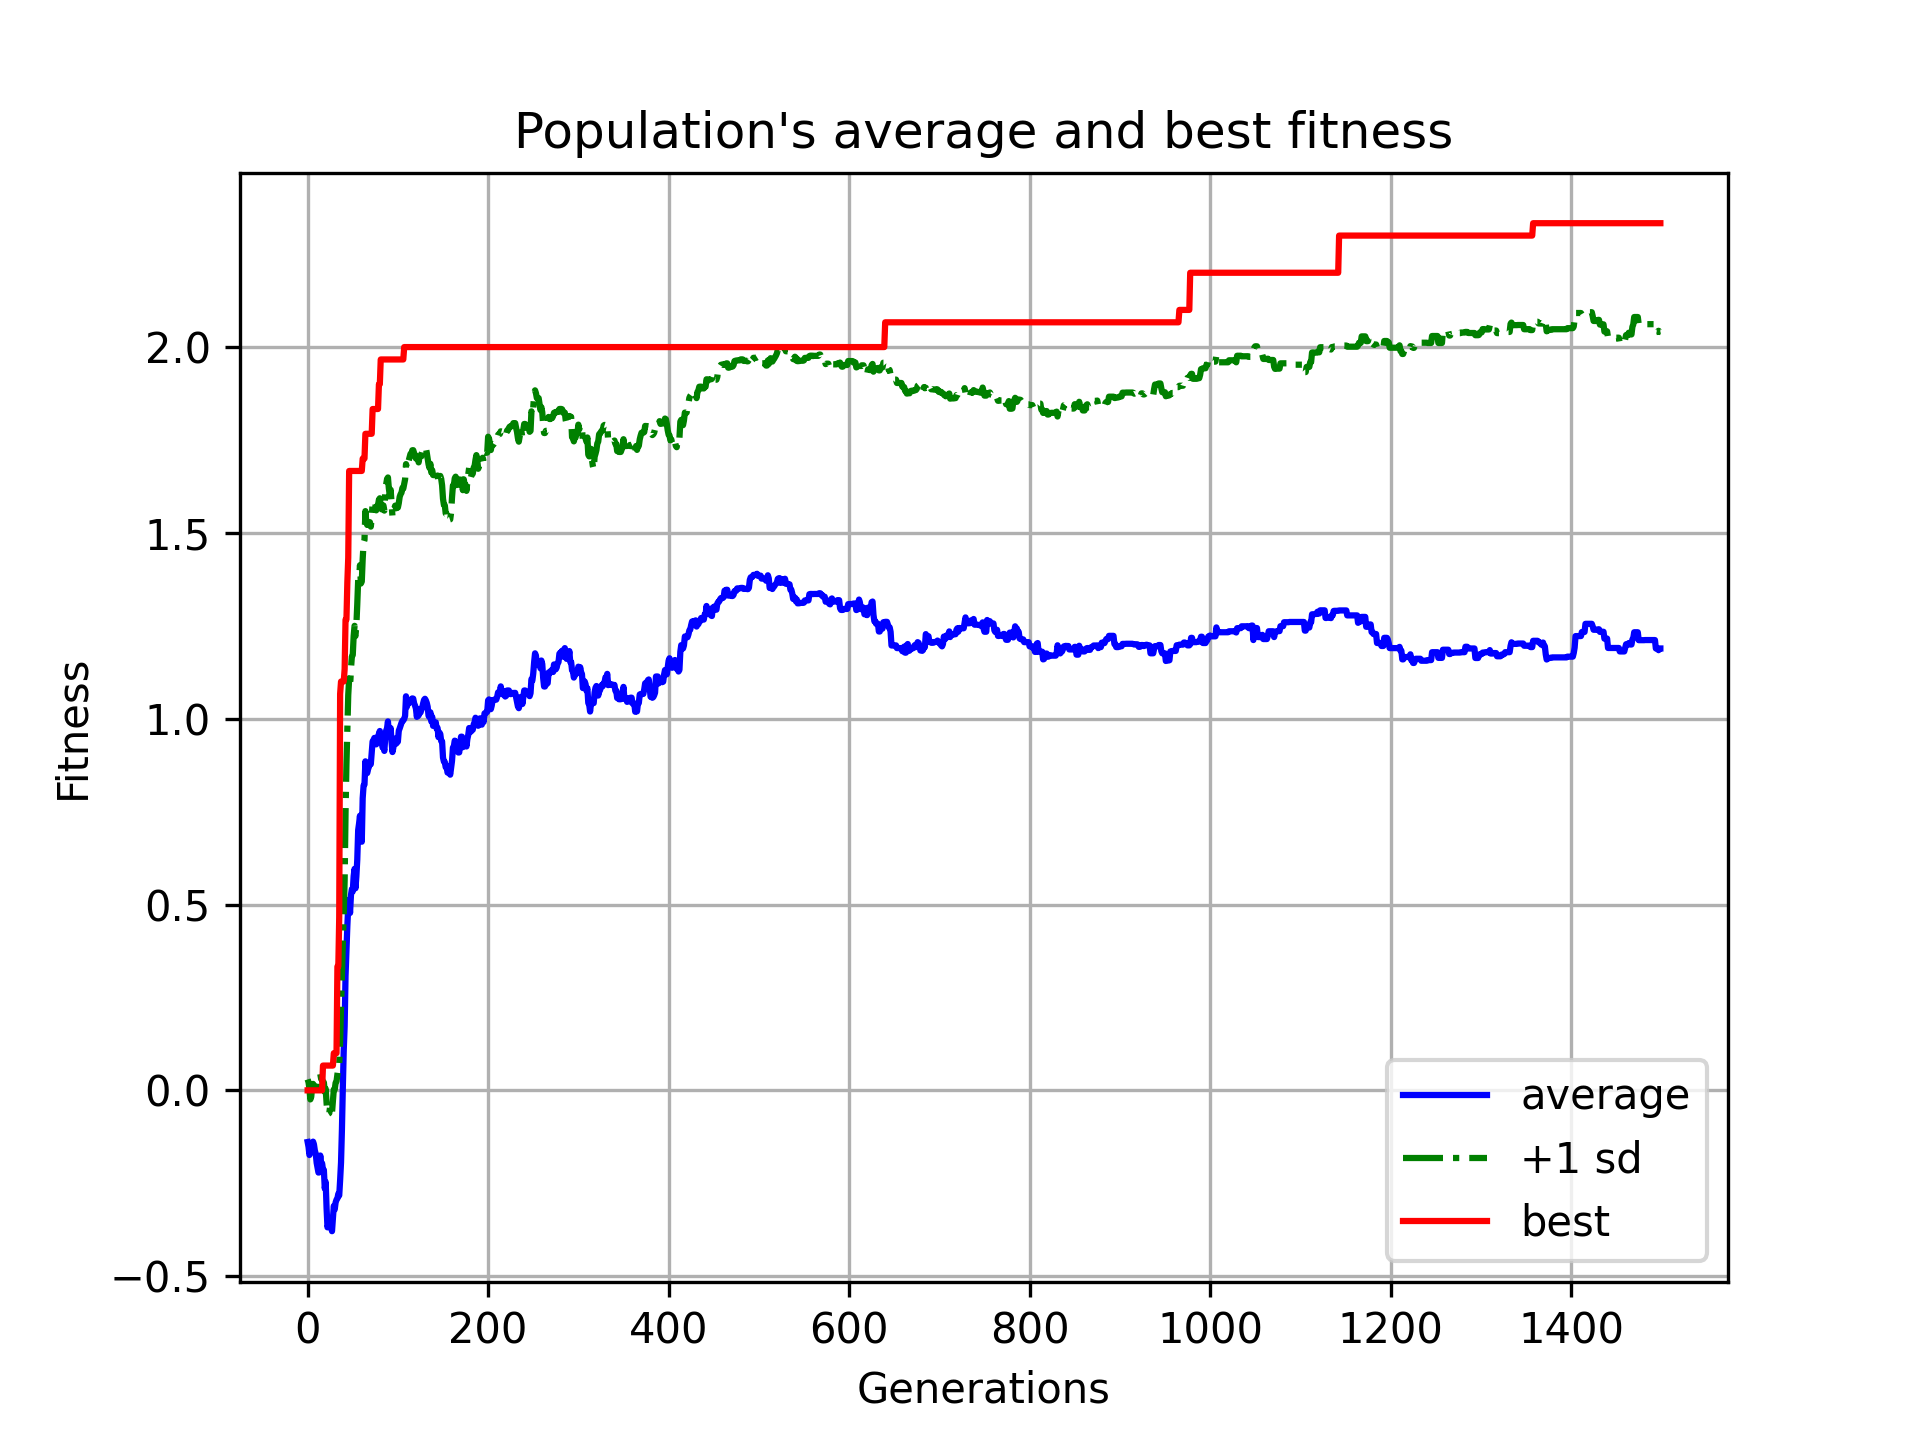 Population's average and best fitness
Fitness
2.0
1.5
1.0
0.5
0.0
−0.5
0 200 400 600 800 1000 1200 1400
Generations
average
+1 sd
best